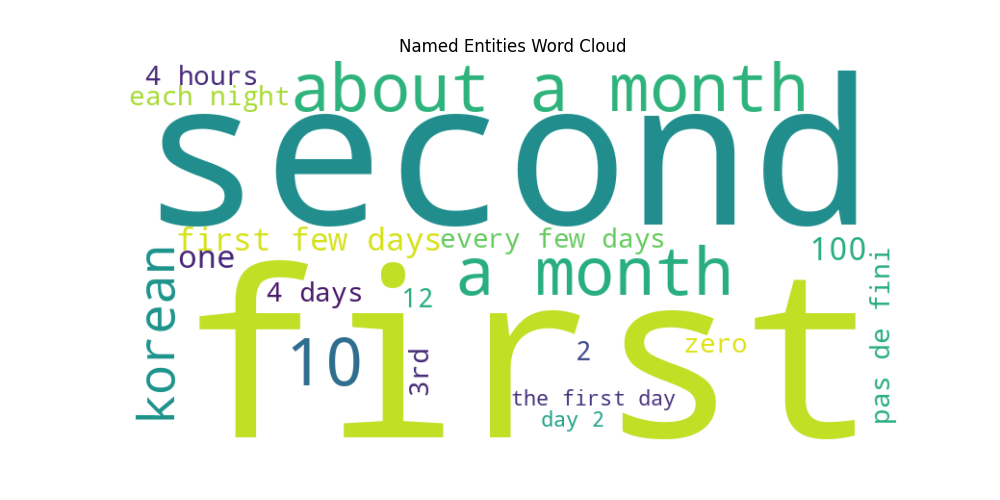 Named Entities Word Cloud
4 hours
each night
about a month
second
first few days
every few days
korean
one
a month
100
4 days
12
first
10
3rd
2
zero
pas de fini
the first day
day 2